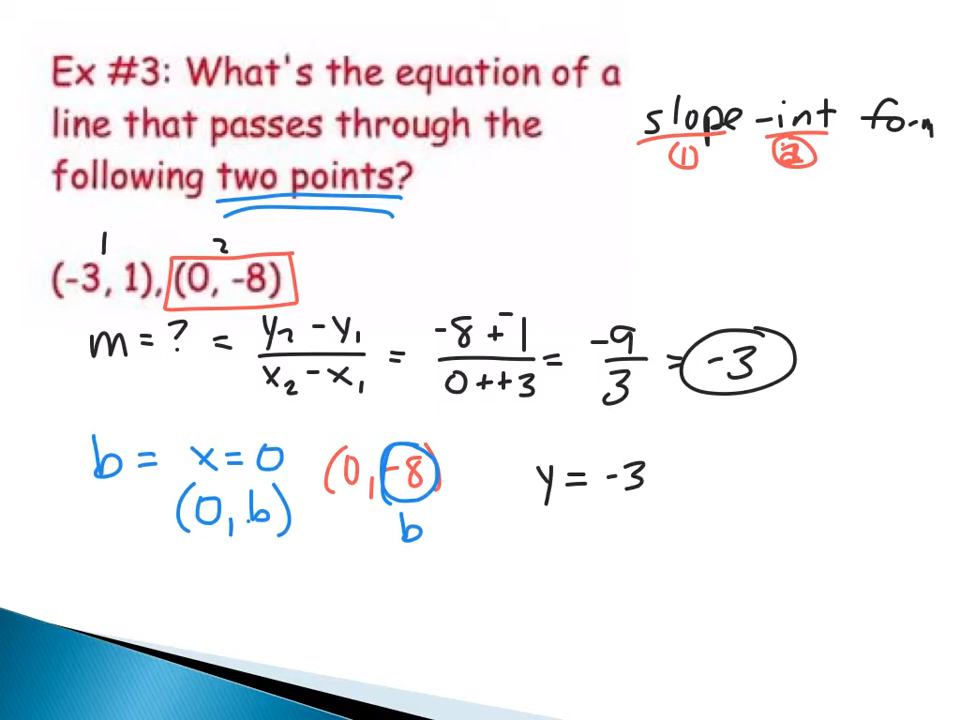 Ex #3: What's the equation of a
line that passes through the
following two points?
slope-int form
1 2
1 2
(-3, 1), (0, -8)
m = ? = y₂ - y₁ / x₂ - x₁ = -8 + -1 / 0 + +3 = -9 / 3 = -3
b = x = 0 (0, -8)
(0, b) b
y = -3